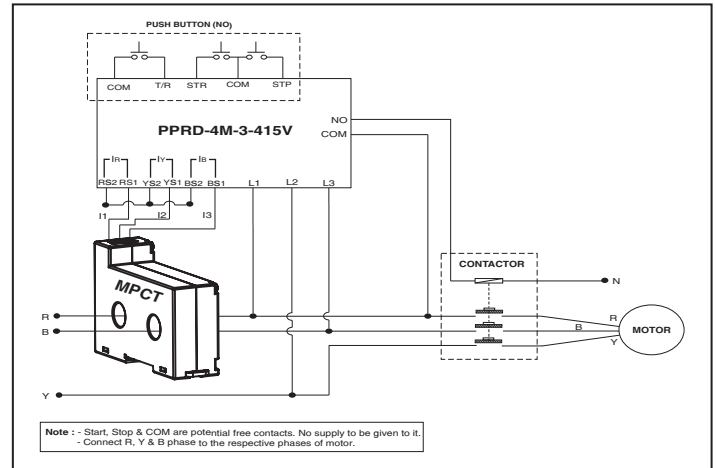 PUSH BUTTON (NO)
COM T/R STR COM STP
PPRD-4M-3-415V
NO
COM
IR IY IB
RS2 RS1 YS2 YS1 BS2 BS1 L1 L2 L3
I1 I2 I3
MPCT
CONTACTOR
N
R
B
R
B
Y
MOTOR
Y
Note : - Start, Stop & COM are potential free contacts. No supply to be given to it.
- Connect R, Y & B phase to the respective phases of motor.